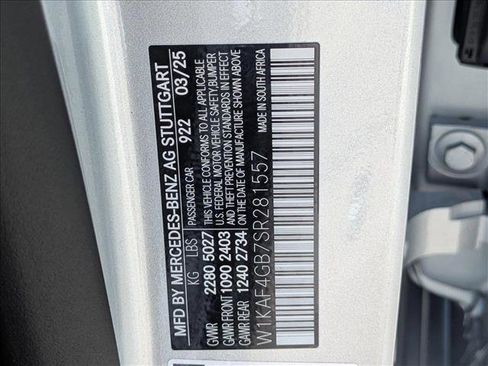 MFD BY MERCEDES-BENZ AG STUTTGART
PASSENGER CAR 922 03/25
KG LBS
GVWR 2280 5027
GAWR FRONT 1090 2403
GAWR REAR 1240 2734
THIS VEHICLE CONFORMS TO ALL APPLICABLE
U.S. FEDERAL MOTOR VEHICLE SAFETY, BUMPER
AND THEFT PREVENTION STANDARDS IN EFFECT
ON THE DATE OF MANUFACTURE SHOWN ABOVE
W1KAF4GB7SR281557
MADE IN SOUTH AFRICA